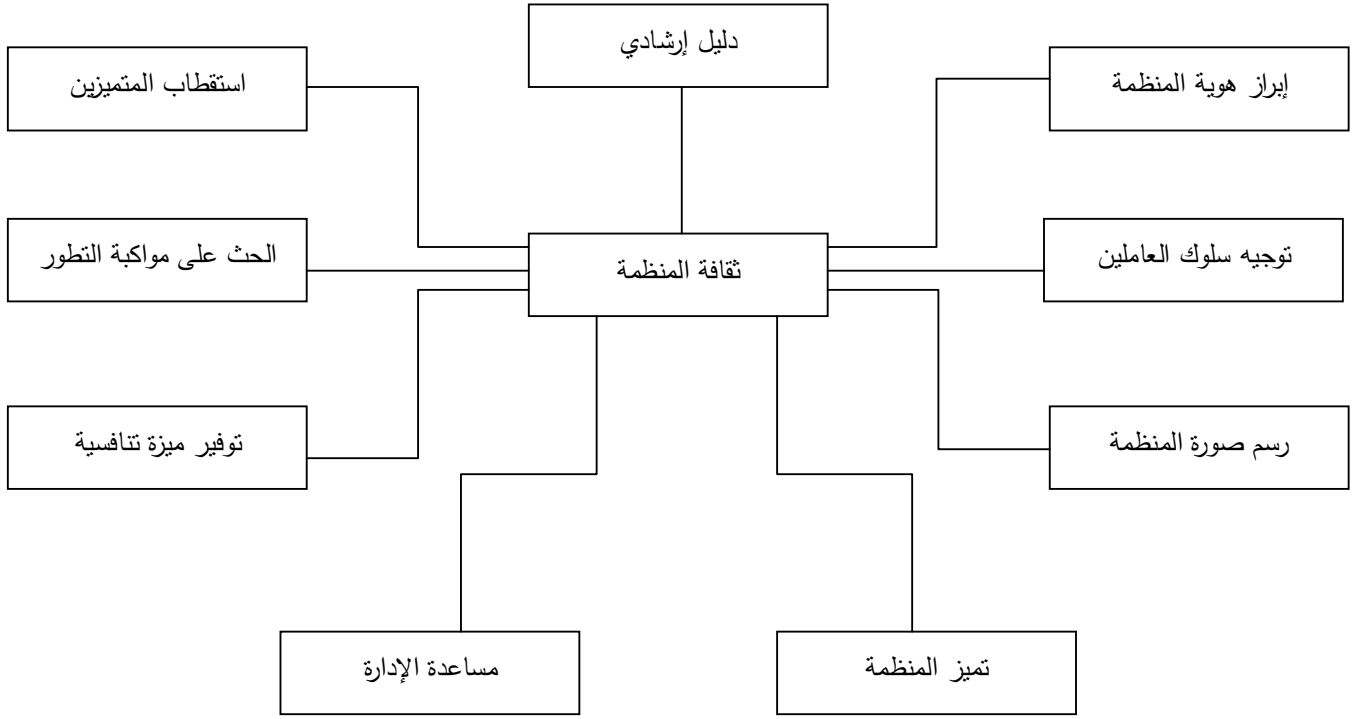 دليل إرشادي
إبراز هوية المنظمة
استقطاب المتميزين
توجيه سلوك العاملين
ثقافة المنظمة
الحث على مواكبة التطور
رسم صورة المنظمة
توفير ميزة تنافسية
تميز المنظمة
مساعدة الإدارة